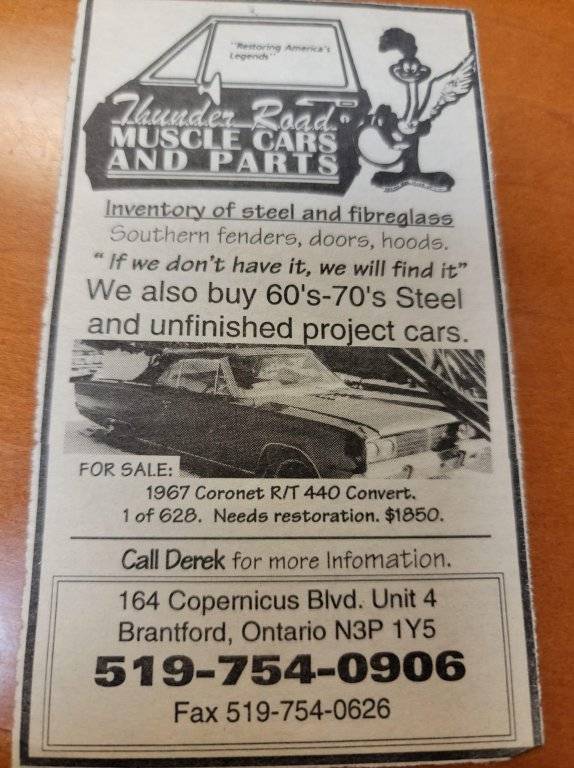 "Restoring America's
Legends"
Thunder Road
MUSCLE CARS
AND PARTS
Inventory of steel and fibreglass
Southern fenders, doors, hoods.
"If we don't have it, we will find it"
We also buy 60's-70's Steel
and unfinished project cars.
FOR SALE:
1967 Coronet R/T 440 Convert.
1 of 628. Needs restoration. $1850.
Call Derek for more Infomation.
164 Copernicus Blvd. Unit 4
Brantford, Ontario N3P 1Y5
519-754-0906
Fax 519-754-0626